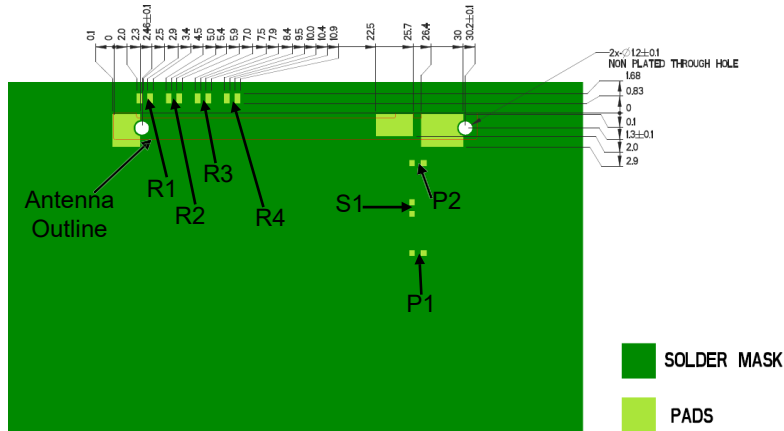 0.1
0
2.0
2.3
2.46±0.1
2.5
2.9
3.4
4.5
5.0
5.4
5.9
7.0
7.5
7.9
8.4
9.5
10.0
10.4
10.9
22.5
25.7
26.4
30
30.2±0.1
2x-∅1.2±0.1
NON PLATED THROUGH HOLE
1.68
0.83
0
0.1
1.3±0.1
2.0
2.9
R1
R2
R3
R4
Antenna
Outline
S1
P2
P1
SOLDER MASK
PADS